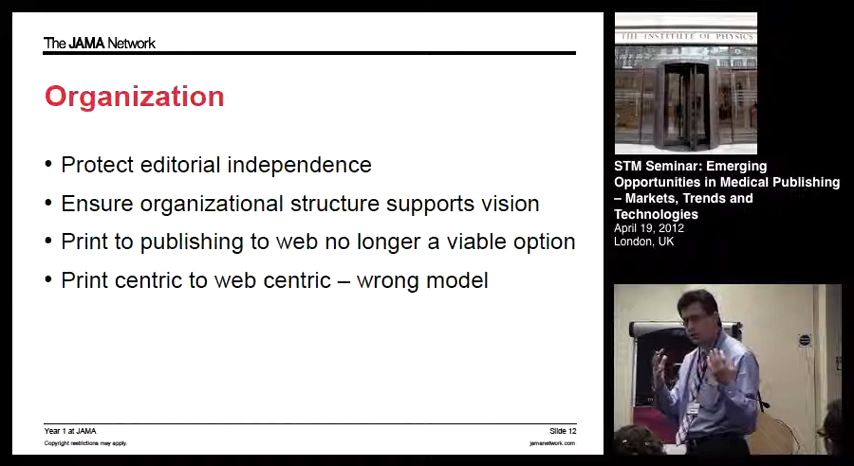 The JAMA Network
Organization
• Protect editorial independence
• Ensure organizational structure supports vision
• Print to publishing to web no longer a viable option
• Print centric to web centric – wrong model
Year 1 at JAMA
Slide 12
Copyright restrictions may apply.
jamanetwork.com
THE INSTITUTE OF PHYSICS
STM Seminar: Emerging
Opportunities in Medical Publishing
– Markets, Trends and
Technologies
April 19, 2012
London, UK